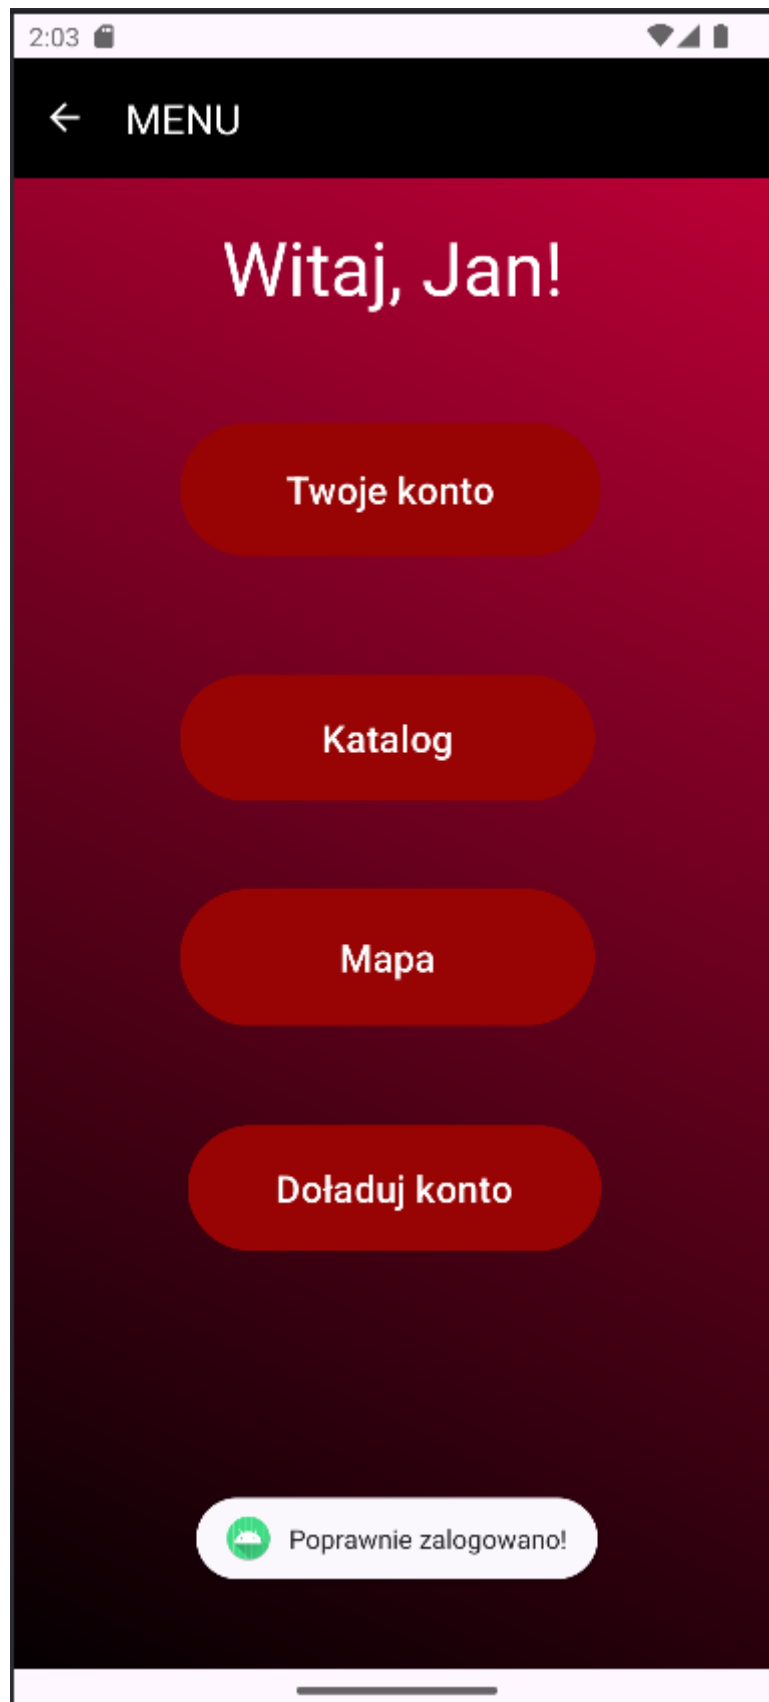 2:03
MENU
Witaj, Jan!
Twoje konto
Katalog
Mapa
Doładuj konto
Poprawnie zalogowano!